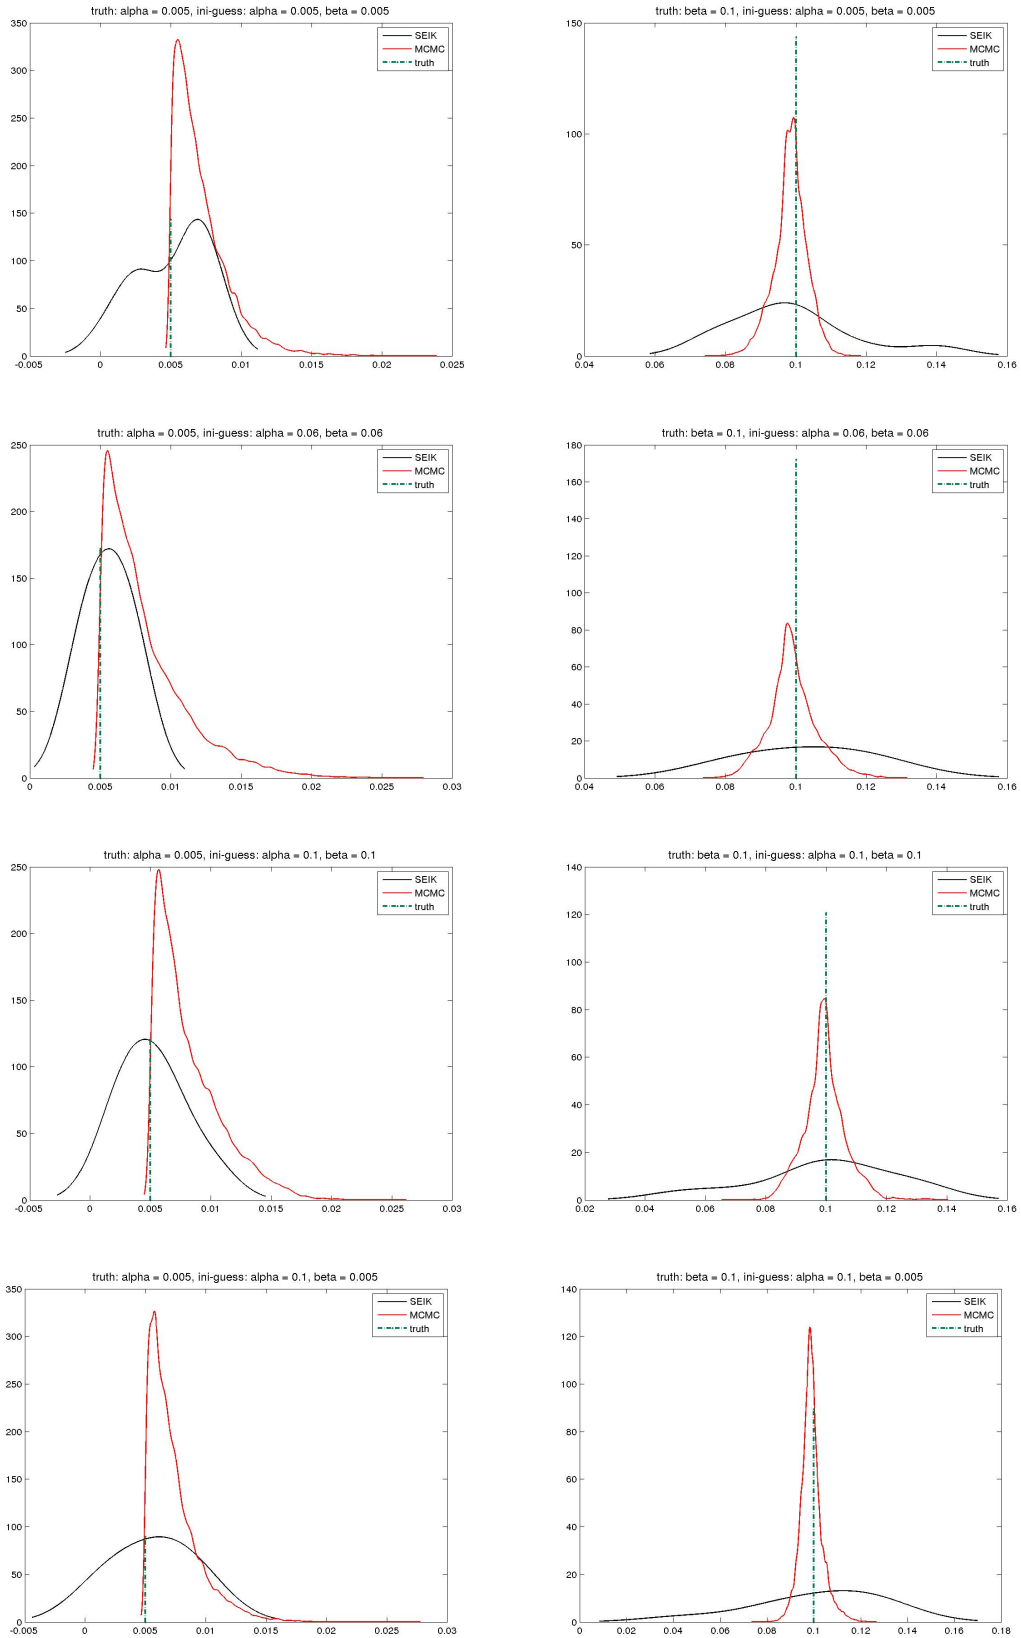 truth: alpha = 0.005, ini-guess: alpha = 0.005, beta = 0.005
350
300
250
200
150
100
50
0
-0.005 0 0.005 0.01 0.015 0.02 0.025
SEIK
MCMC
truth
truth: beta = 0.1, ini-guess: alpha = 0.005, beta = 0.005
150
100
50
0
0.04 0.06 0.08 0.1 0.12 0.14 0.16
SEIK
MCMC
truth
truth: alpha = 0.005, ini-guess: alpha = 0.06, beta = 0.06
250
200
150
100
50
0
0 0.005 0.01 0.015 0.02 0.025 0.03
SEIK
MCMC
truth
truth: beta = 0.1, ini-guess: alpha = 0.06, beta = 0.06
180
160
140
120
100
80
60
40
20
0
0.04 0.06 0.08 0.1 0.12 0.14 0.16
SEIK
MCMC
truth
truth: alpha = 0.005, ini-guess: alpha = 0.1, beta = 0.1
250
200
150
100
50
0
-0.005 0 0.005 0.01 0.015 0.02 0.025 0.03
SEIK
MCMC
truth
truth: beta = 0.1, ini-guess: alpha = 0.1, beta = 0.1
140
120
100
80
60
40
20
0
0.02 0.04 0.06 0.08 0.1 0.12 0.14 0.16
SEIK
MCMC
truth
truth: alpha = 0.005, ini-guess: alpha = 0.1, beta = 0.005
350
300
250
200
150
100
50
0
-0.005 0 0.005 0.01 0.015 0.02 0.025 0.03
SEIK
MCMC
truth
truth: beta = 0.1, ini-guess: alpha = 0.1, beta = 0.005
140
120
100
80
60
40
20
0
0 0.02 0.04 0.06 0.08 0.1 0.12 0.14 0.16 0.18
SEIK
MCMC
truth